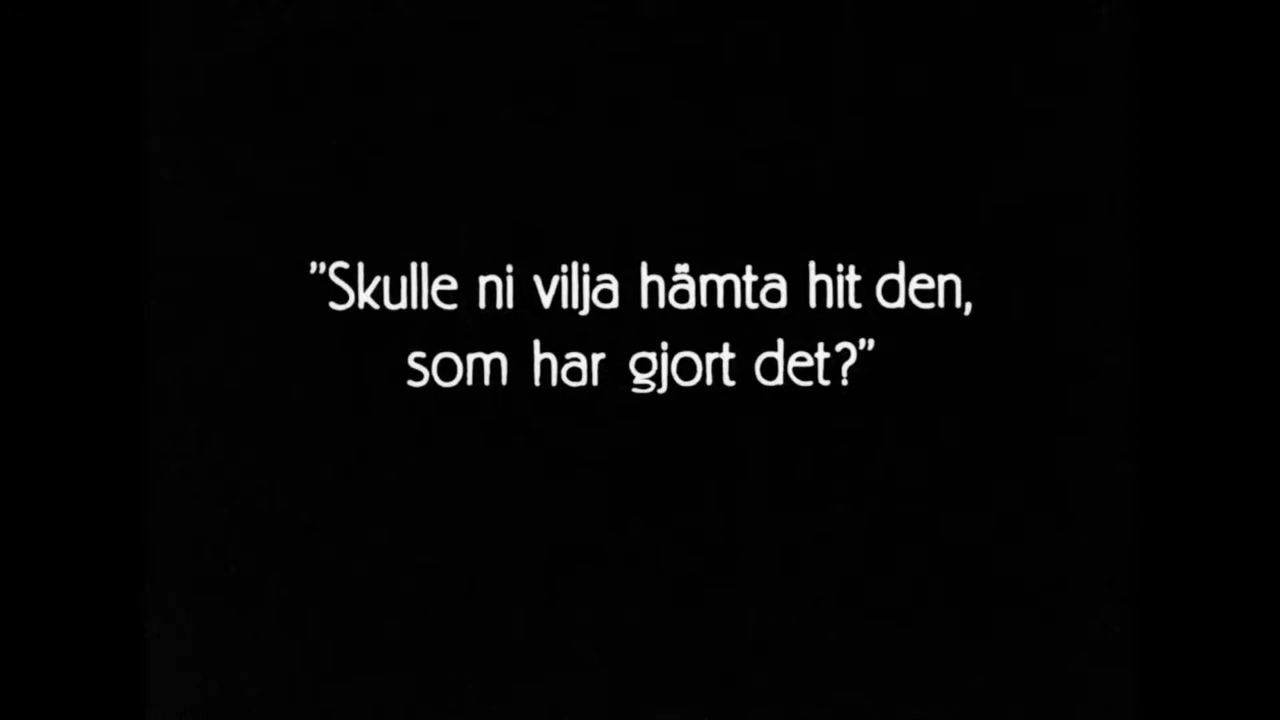 ”Skulle ni vilja hämta hit den,
som har gjort det?”